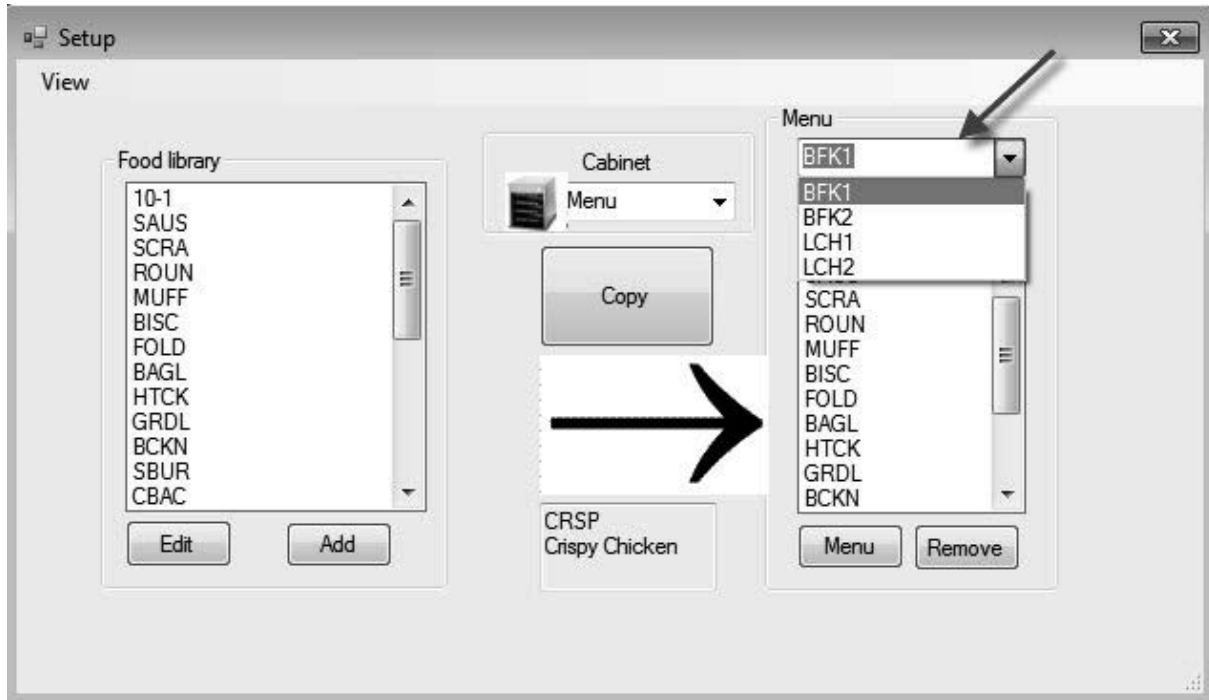 Setup
View
Food library
10-1
SAUS
SCRA
ROUN
MUFF
BISC
FOLD
BAGL
HTCK
GRDL
BCKN
SBUR
CBAC
Edit
Add
Cabinet
Menu
Copy
CRSP
Crispy Chicken
Menu
BFK1
BFK1
BFK2
LCH1
LCH2
SCRA
ROUN
MUFF
BISC
FOLD
BAGL
HTCK
GRDL
BCKN
Menu
Remove